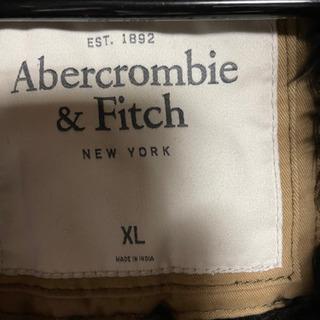 EST. 1892
Abercrombie
& Fitch
NEW YORK
XL
MADE IN INDIA